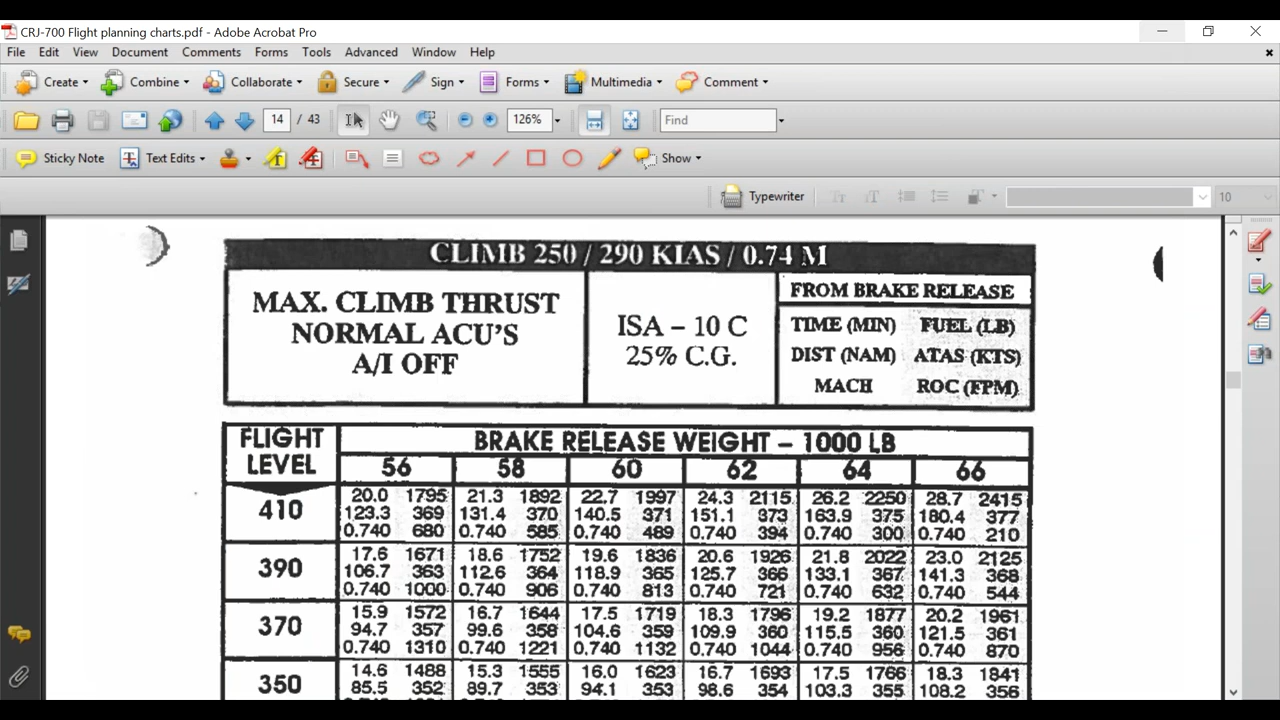 CRJ-700 Flight planning charts.pdf - Adobe Acrobat Pro
File Edit View Document Comments Forms Tools Advanced Window Help
Create Combine Collaborate Secure Sign Forms Multimedia Comment
14 / 43 126% Find
Sticky Note Text Edits Show
Typewriter 10
CLIMB 250 / 290 KIAS / 0.74 M
MAX. CLIMB THRUST
NORMAL ACU'S
A/I OFF
ISA – 10 C
25% C.G.
FROM BRAKE RELEASE
TIME (MIN) FUEL (LB)
DIST (NAM) ATAS (KTS)
MACH ROC (FPM)
FLIGHT LEVEL
BRAKE RELEASE WEIGHT – 1000 LB
56 58 60 62 64 66
410
20.0 1795 21.3 1892 22.7 1997 24.3 2115 26.2 2250 28.7 2415
123.3 369 131.4 370 140.5 371 151.1 373 163.9 375 180.4 377
0.740 680 0.740 585 0.740 489 0.740 394 0.740 300 0.740 210
390
17.6 1671 18.6 1752 19.6 1836 20.6 1926 21.8 2022 23.0 2125
106.7 363 112.6 364 118.9 365 125.7 366 133.1 367 141.3 368
0.740 1000 0.740 906 0.740 813 0.740 721 0.740 632 0.740 544
370
15.9 1572 16.7 1644 17.5 1719 18.3 1796 19.2 1877 20.2 1961
94.7 357 99.6 358 104.6 359 109.9 360 115.5 360 121.5 361
0.740 1310 0.740 1221 0.740 1132 0.740 1044 0.740 956 0.740 870
350
14.6 1488 15.3 1555 16.0 1623 16.7 1693 17.5 1766 18.3 1841
85.5 352 89.7 353 94.1 353 98.6 354 103.3 355 108.2 356